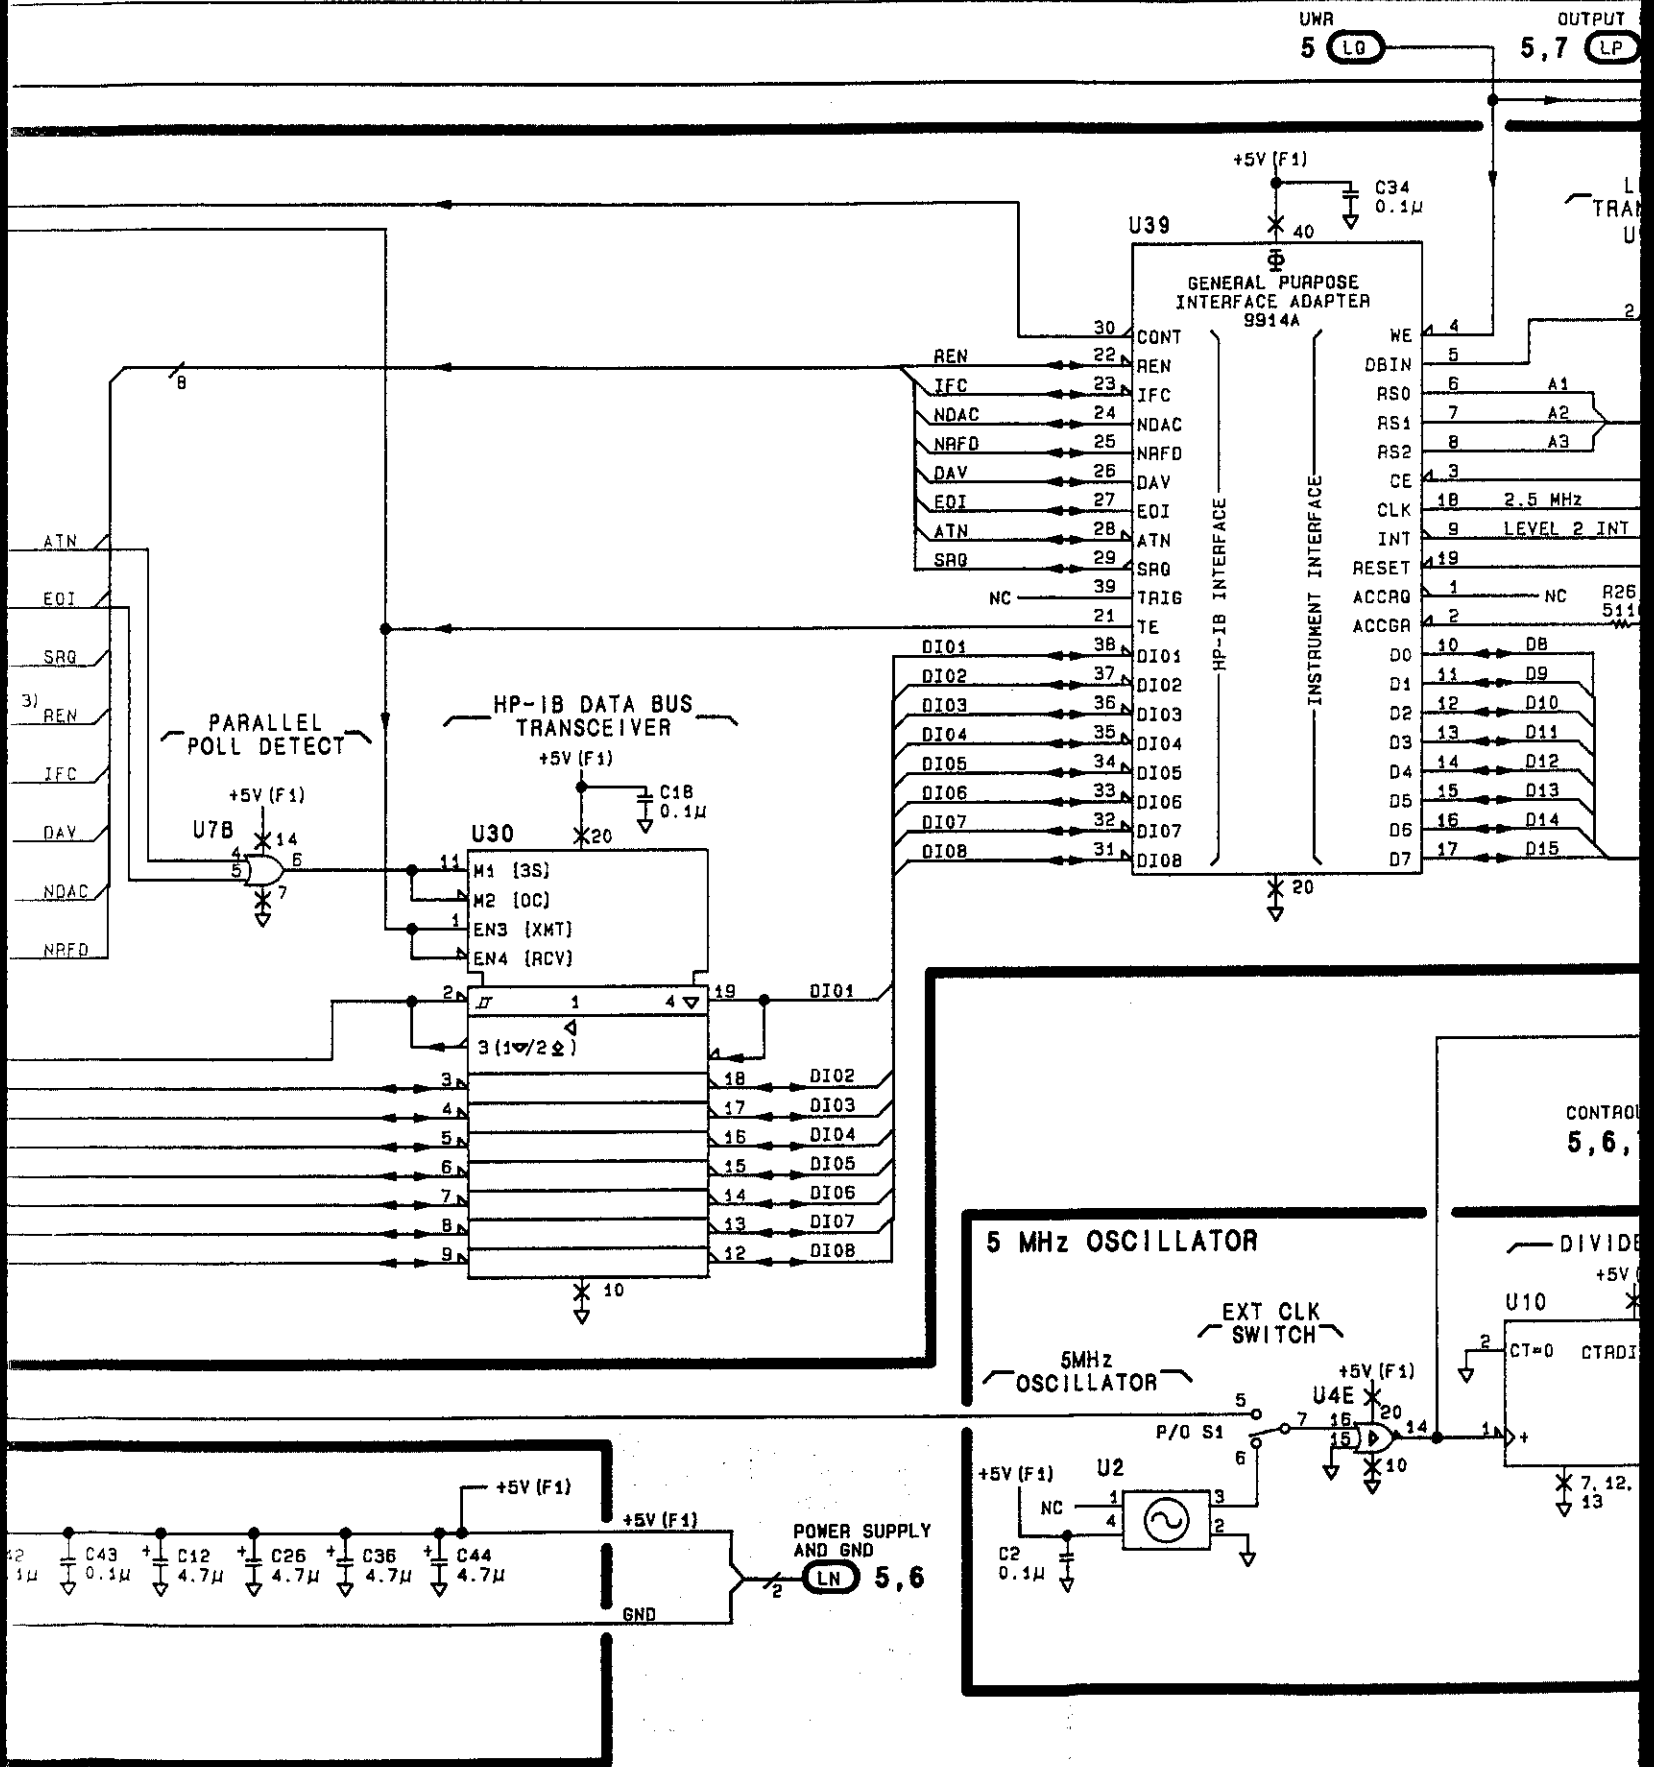 UWR
5 LQ
OUTPUT
5,7 LP
+5V(F1)
C34
0.1µ
U39
40
GENERAL PURPOSE
INTERFACE ADAPTER
9914A
HP-IB INTERFACE
INSTRUMENT INTERFACE
30 CONT
REN 22 REN
IFC 23 IFC
NDAC 24 NDAC
NRFD 25 NRFD
DAV 26 DAV
EOI 27 EOI
ATN 28 ATN
SRQ 29 SRQ
NC 39 TRIG
21 TE
DIO1 38 DIO1
DIO2 37 DIO2
DIO3 36 DIO3
DIO4 35 DIO4
DIO5 34 DIO5
DIO6 33 DIO6
DIO7 32 DIO7
DIO8 31 DIO8
WE 4
DBIN 5
2
RS0 6 A1
RS1 7 A2
RS2 8 A3
CE 3
CLK 18 2.5 MHz
INT 9 LEVEL 2 INT
RESET 19
ACCRQ 1 NC
ACCGR 2
R26
511
D0 10 D8
D1 11 D9
D2 12 D10
D3 13 D11
D4 14 D12
D5 15 D13
D6 16 D14
D7 17 D15
20
8
ATN
EOI
SRQ
3)
REN
IFC
DAV
NDAC
NRFD
PARALLEL
POLL DETECT
+5V(F1)
U7B
14
4
5
6
7
HP-IB DATA BUS
TRANSCEIVER
+5V(F1)
C18
0.1µ
U30
20
11 M1 [3S]
M2 [OC]
1 EN3 [XMT]
EN4 [RCV]
2 1 4 19 DIO1
3(1/2)
3 18 DIO2
4 17 DIO3
5 16 DIO4
6 15 DIO5
7 14 DIO6
8 13 DIO7
9 12 DIO8
10
CONTROL
5,6,
5 MHz OSCILLATOR
EXT CLK
SWITCH
5MHz
OSCILLATOR
5
P/O S1
6
7
+5V(F1)
U4E
20
16
15
14
10
U10
+5V
2 CT=0 CTRDI
1 +
7,12,
13
+5V(F1)
U2
NC 1
4
3
2
C2
0.1µ
+5V(F1)
C43
0.1µ
+ C12
4.7µ
+ C26
4.7µ
+ C36
4.7µ
+ C44
4.7µ
+5V(F1)
GND
2
POWER SUPPLY
AND GND
LN 5,6